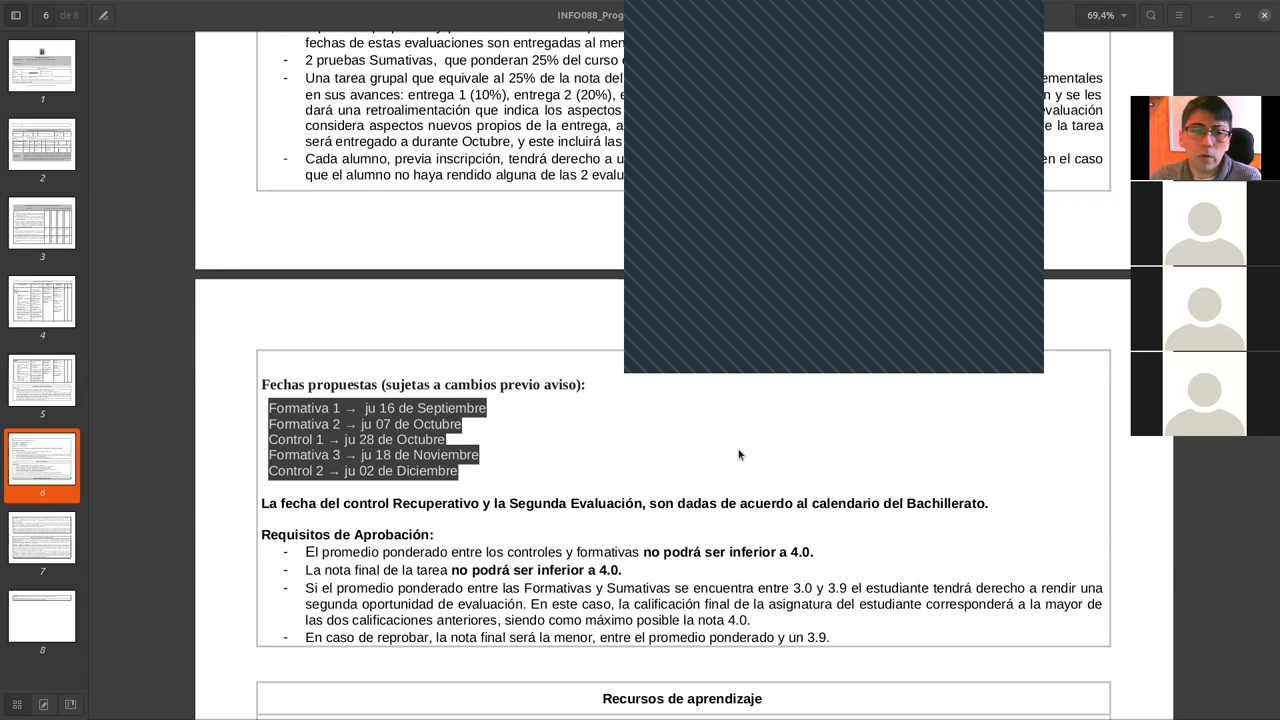 6 de 8
INFO088_Prog
69,4%
fechas de estas evaluaciones son entregadas al
2 pruebas Sumativas, que ponderan 25% del curso
- Una tarea grupal que equivale al 25% de la nota del ementales
en sus avances: entrega 1 (10%), entrega 2 (20%), n y se les
dará una retroalimentación que indica los aspectos evaluación
considera aspectos nuevos propios de la entrega, a e la tarea
será entregado a durante Octubre, y este incluirá las
- Cada alumno, previa inscripción, tendrá derecho a en el caso
que el alumno no haya rendido alguna de las 2
Fechas propuestas (sujetas a cambios previo aviso):
Formativa 1 → ju 16 de Septiembre
Formativa 2 → ju 07 de Octubre
Control 1 → ju 28 de Octubre
Formativa 3 → ju 18 de Noviembre
Control 2 → ju 02 de Diciembre
La fecha del control Recuperativo y la Segunda Evaluación, son dadas de acuerdo al calendario del Bachillerato.
Requisitos de Aprobación:
- El promedio ponderado entre los controles y formativas no podrá ser inferior a 4.0.
- La nota final de la tarea no podrá ser inferior a 4.0.
- Si el promedio ponderado entre las Formativas y Sumativas se encuentra entre 3.0 y 3.9 el estudiante tendrá derecho a rendir una
segunda oportunidad de evaluación. En este caso, la calificación final de la asignatura del estudiante corresponderá a la mayor de
las dos calificaciones anteriores, siendo como máximo posible la nota 4.0.
- En caso de reprobar, la nota final será la menor, entre el promedio ponderado y un 3.9.
Recursos de aprendizaje
1
2
3
4
5
6
7
8